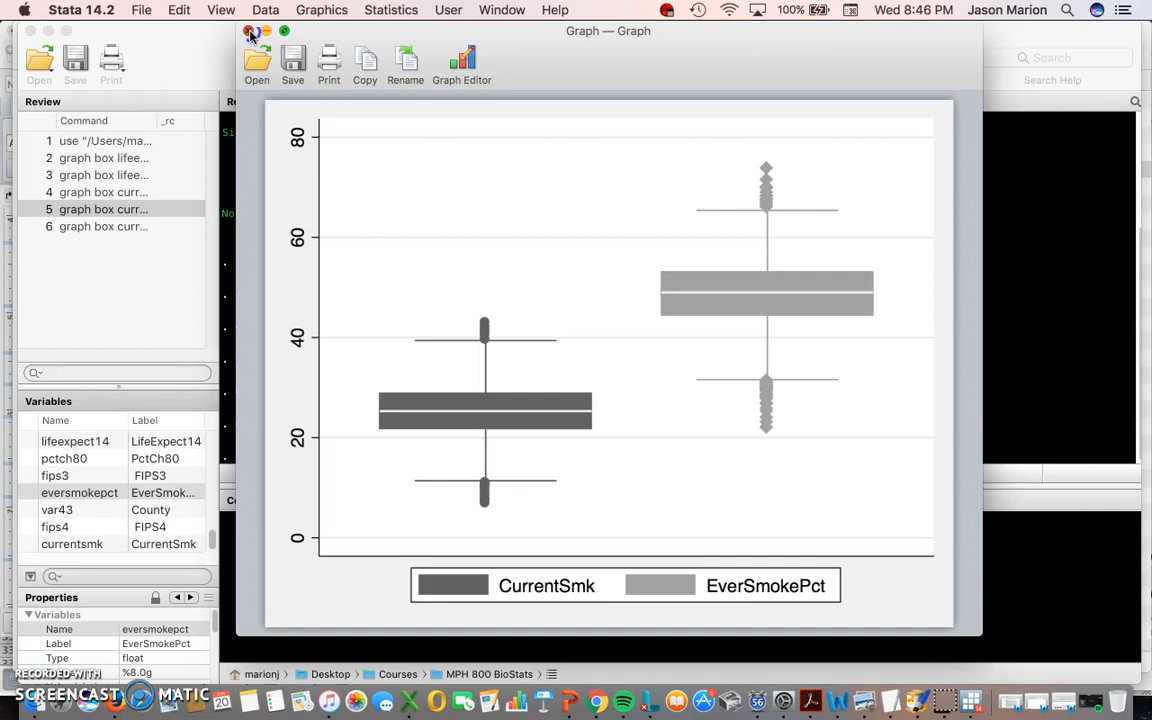 Stata 14.2 File Edit View Data Graphics Statistics User Window Help 100% Wed 8:46 PM Jason Marion
Graph — Graph
Open Save Print
Open Save Print Copy Rename Graph Editor
Search
Search Help
Review
Command _rc
1 use "/Users/ma...
2 graph box lifee...
3 graph box lifee...
4 graph box curr...
5 graph box curr...
6 graph box curr...
Variables
Name Label
lifeexpect14 LifeExpect14
pctch80 PctCh80
fips3 FIPS3
eversmokepct EverSmok...
var43 County
fips4 FIPS4
currentsmk CurrentSmk
Properties
Variables
Name eversmokepct
Label EverSmokePct
Type float
%8.0g
80
60
40
20
0
CurrentSmk EverSmokePct
marionj Desktop Courses MPH 800 BioStats
RECORDED WITH
SCREENCAST MATIC